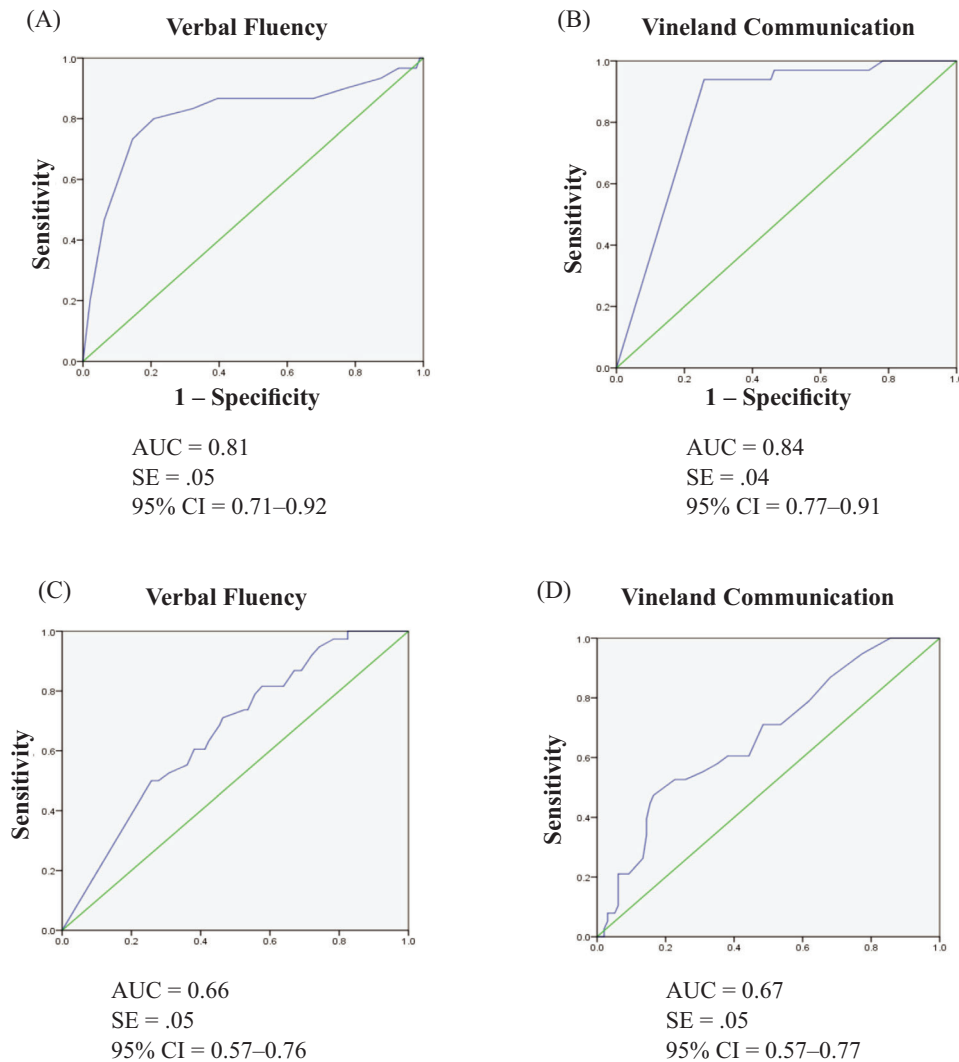 (A)
Verbal Fluency
1.0
0.8
0.6
0.4
0.2
0.0
Sensitivity
0.0 0.2 0.4 0.6 0.8 1.0
1 – Specificity
AUC = 0.81
SE = .05
95% CI = 0.71–0.92
(B)
Vineland Communication
1.0
0.8
0.6
0.4
0.2
0.0
Sensitivity
0.0 0.2 0.4 0.6 0.8 1.0
1 – Specificity
AUC = 0.84
SE = .04
95% CI = 0.77–0.91
(C)
Verbal Fluency
1.0
0.8
0.6
0.4
0.2
0.0
Sensitivity
0.0 0.2 0.4 0.6 0.8 1.0
AUC = 0.66
SE = .05
95% CI = 0.57–0.76
(D)
Vineland Communication
1.0
0.8
0.6
0.4
0.2
0.0
Sensitivity
0.0 0.2 0.4 0.6 0.8 1.0
AUC = 0.67
SE = .05
95% CI = 0.57–0.77